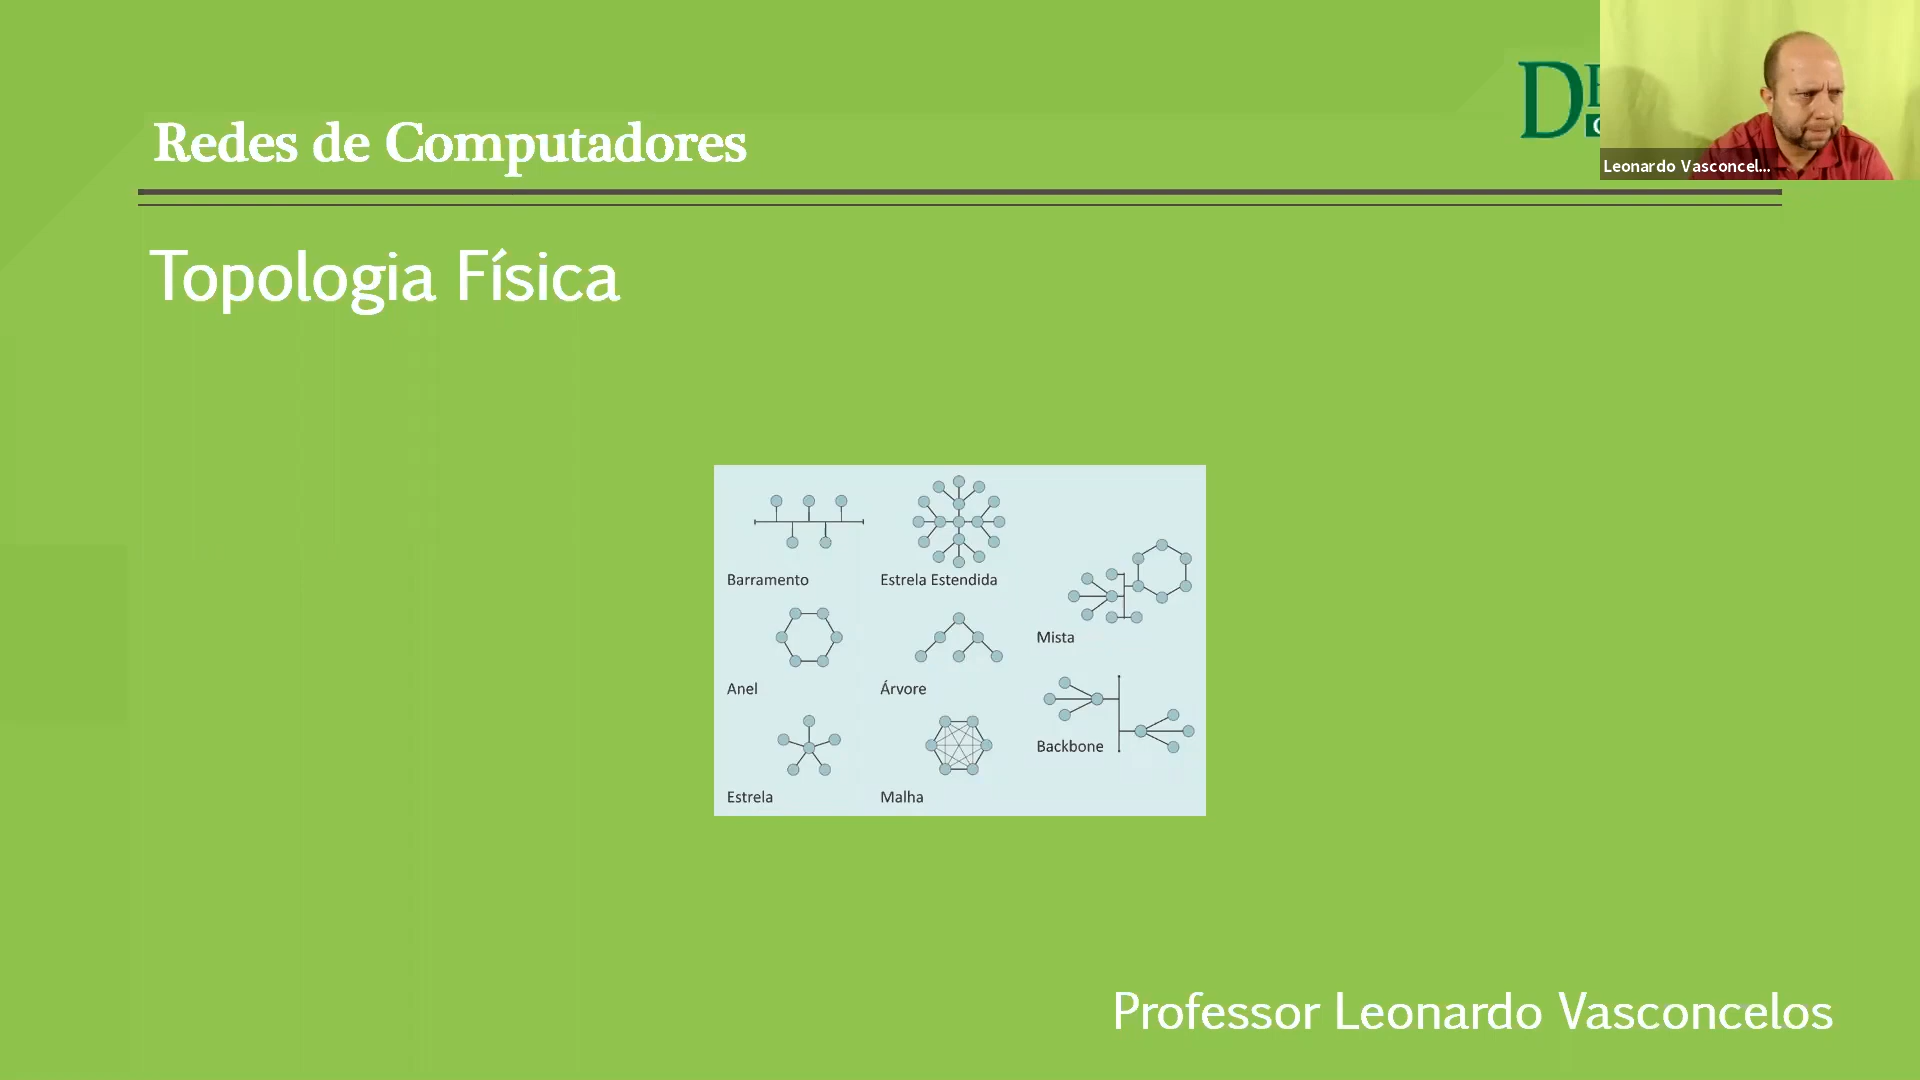 Redes de Computadores
Leonardo Vasconcel...
Topologia Física
Barramento
Estrela Estendida
Mista
Anel
Árvore
Backbone
Estrela
Malha
Professor Leonardo Vasconcelos